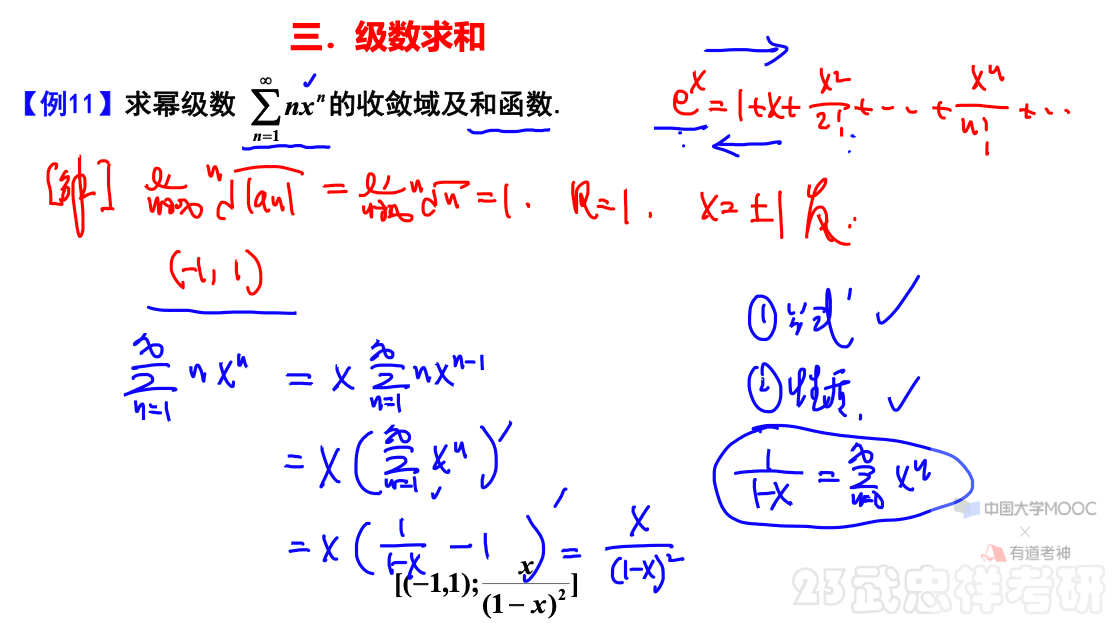 三．级数求和
【例11】求幂级数 $\sum_{n=1}^{\infty} nx^n$ 的收敛域及和函数.
$e^x = 1 + x + \frac{x^2}{2!} + \cdots + \frac{x^n}{n!} + \cdots$
[解] $\lim_{n\to\infty} \sqrt[n]{|a_n|} = \lim_{n\to\infty} \sqrt[n]{n} = 1.$ R=1. x=±1 发.
(-1, 1)
① 公式 ✓
$\sum_{n=1}^{\infty} nx^n = x \sum_{n=1}^{\infty} nx^{n-1}$
② 性质. ✓
$= x \left( \sum_{n=1}^{\infty} x^n \right)'$
$\frac{1}{1-x} = \sum_{n=0}^{\infty} x^n$
$= x \left( \frac{1}{1-x} - 1 \right)' = \frac{x}{(1-x)^2}$
$[(-1,1); \frac{x}{(1-x)^2}]$
中国大学MOOC
×
有道考神
23武忠祥考研